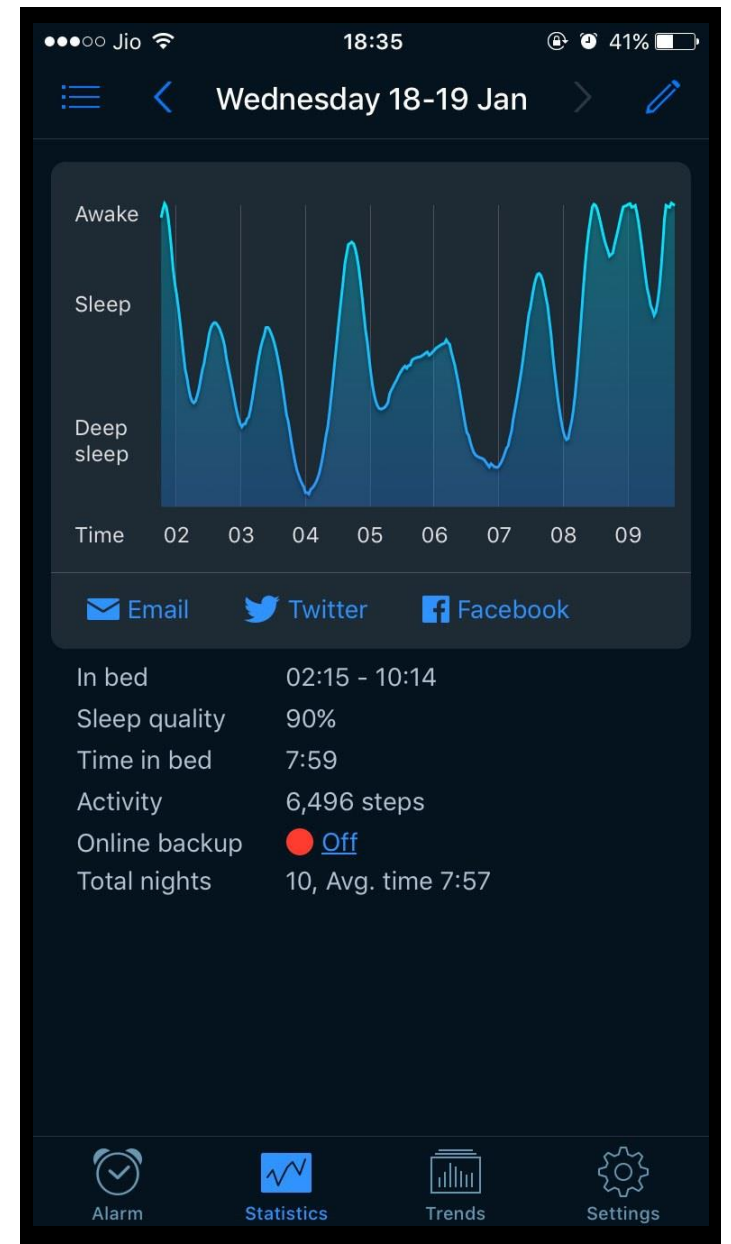 Jio 18:35 41%
Wednesday 18-19 Jan
Awake
Sleep
Deep
sleep
Time 02 03 04 05 06 07 08 09
Email Twitter Facebook
In bed 02:15 - 10:14
Sleep quality 90%
Time in bed 7:59
Activity 6,496 steps
Online backup Off
Total nights 10, Avg. time 7:57
Alarm Statistics Trends Settings